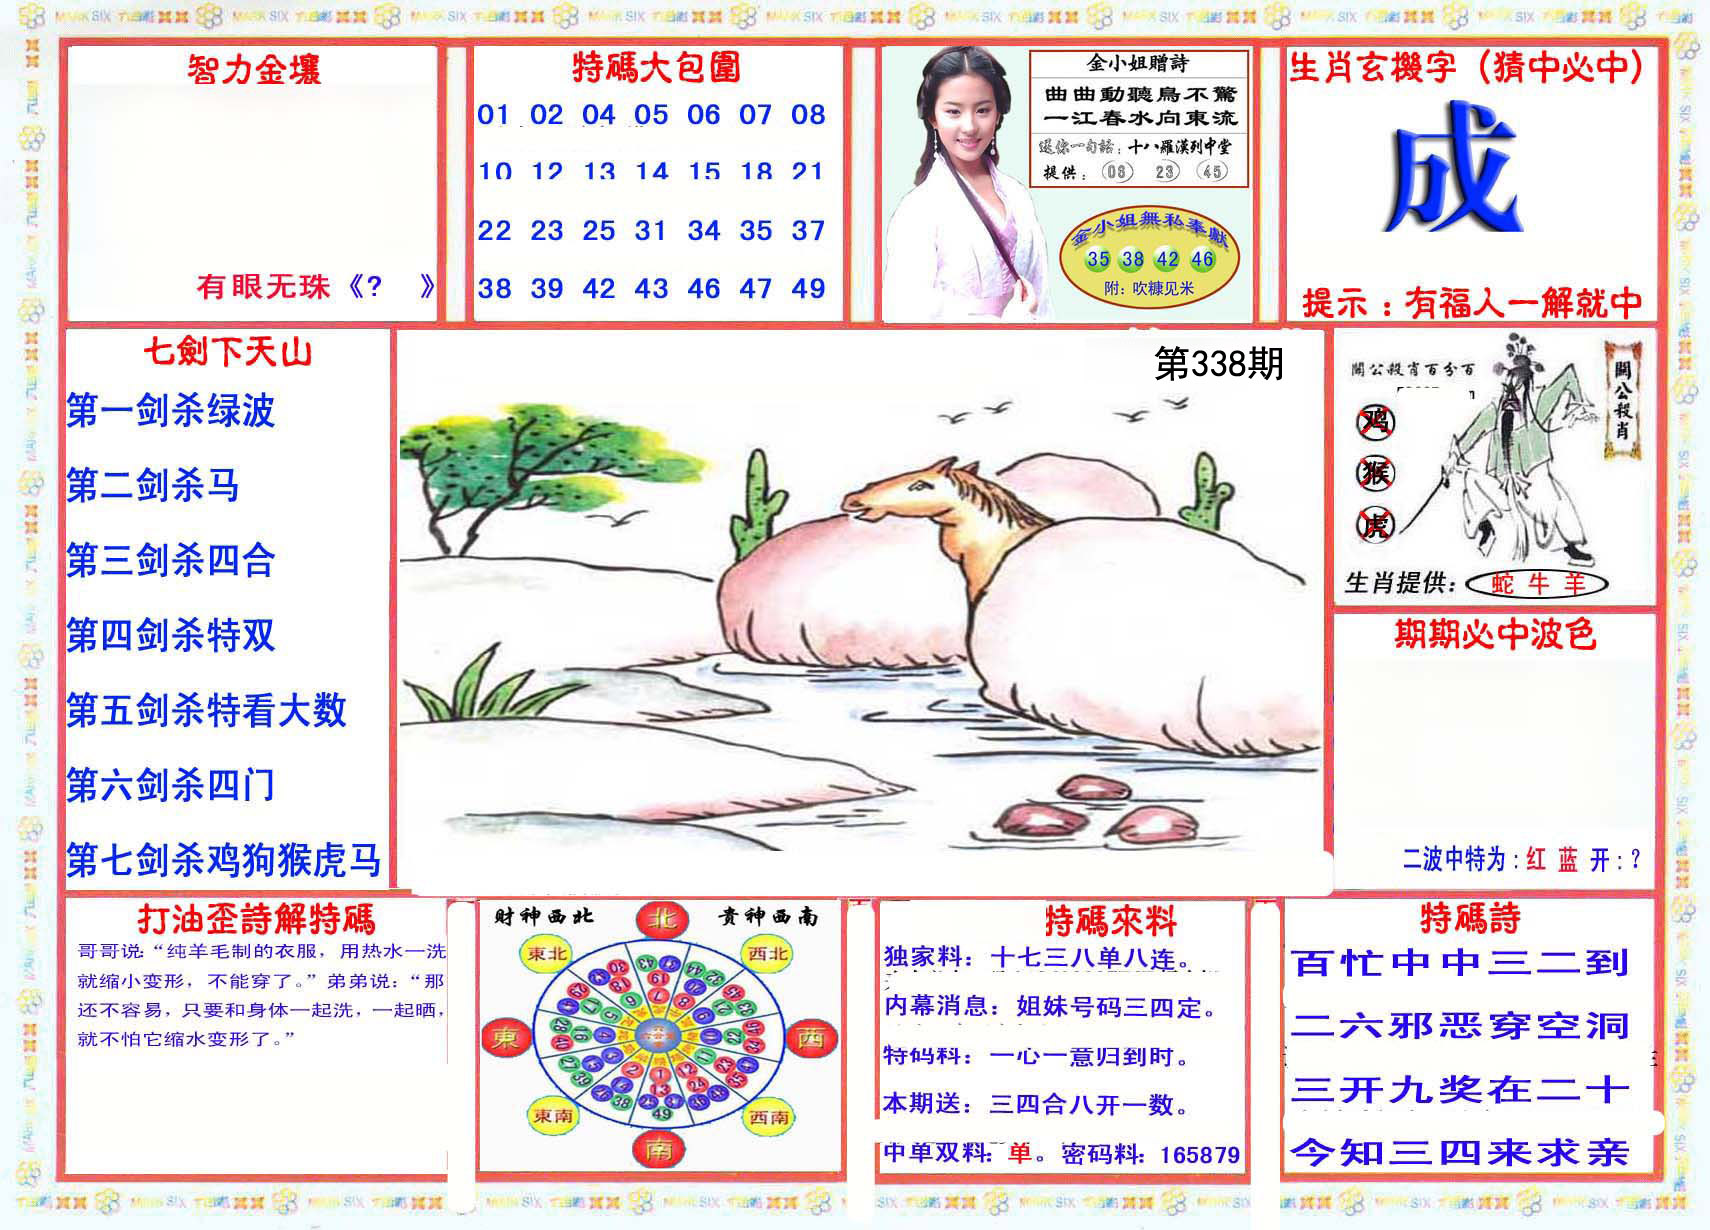 智力金壤
有眼无珠《? 》
特碼大包圍
01 02 04 05 06 07 08
10 12 13 14 15 18 21
22 23 25 31 34 35 37
38 39 42 43 46 47 49
金小姐贈詩
曲曲動聽鳥不驚
一江春水向東流
送你一句話：十八羅漢列中堂
提供：(08) 23) (45)
金小姐無私奉獻
35 38 42 46
附：吹糠见米
生肖玄機字（猜中必中）
成
提示：有福人一解就中
七劍下天山
第一剑杀绿波
第二剑杀马
第三剑杀四合
第四剑杀特双
第五剑杀特看大数
第六剑杀四门
第七剑杀鸡狗猴虎马
第338期
關公殺肖百分百
關公殺肖
鸡
猴
虎
生肖提供：蛇 牛 羊
期期必中波色
二波中特为：红 蓝 开：？
打油歪詩解特碼
哥哥说：“纯羊毛制的衣服，用热水一洗
就缩小变形，不能穿了。”弟弟说：“那
还不容易，只要和身体一起洗，一起晒，
就不怕它缩水变形了。”
財神西北
貴神西南
北
東北
西北
東
西
東南
西南
南
特碼來料
独家料：十七三八单八连。
内幕消息：姐妹号码三四定。
特码料：一心一意归到时。
本期送：三四合八开一数。
中单双料：单。密码料：165879
特碼詩
百忙中中三二到
二六邪恶穿空洞
三开九奖在二十
今知三四来求亲